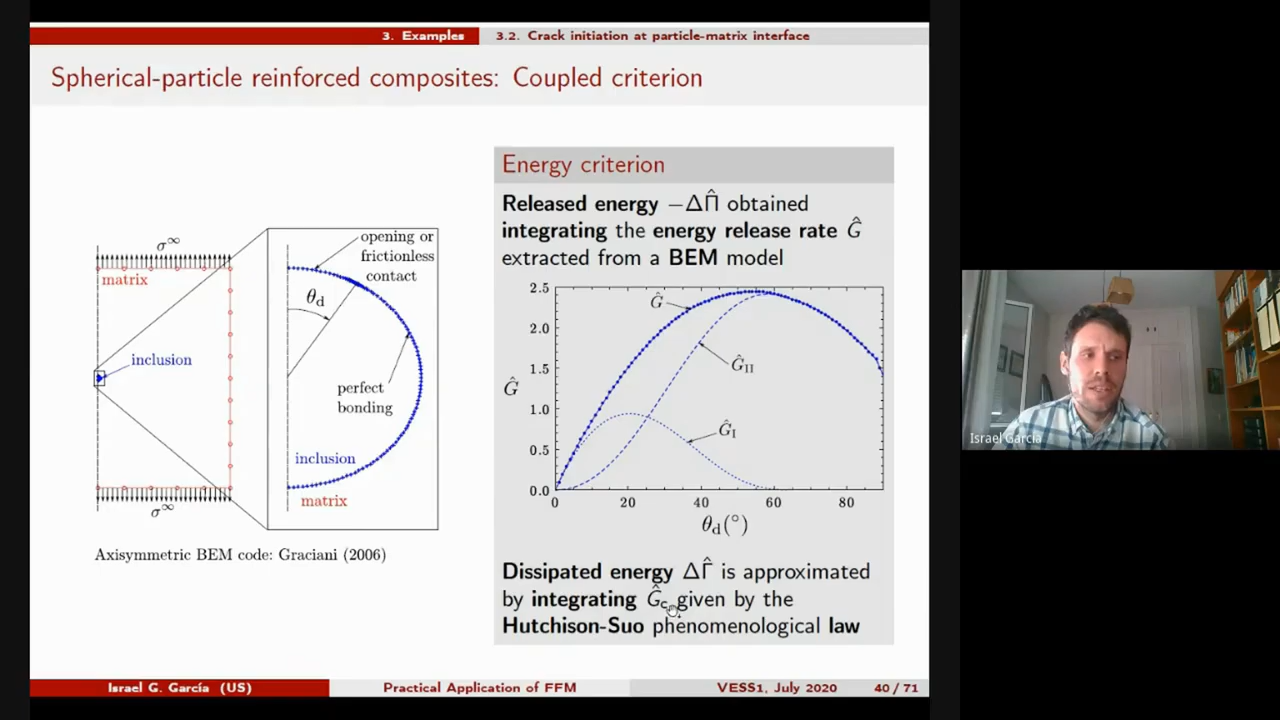 3. Examples 3.2. Crack initiation at particle-matrix interface
Spherical-particle reinforced composites: Coupled criterion
σ∞
matrix
inclusion
σ∞
opening or
frictionless
contact
θd
perfect
bonding
inclusion
matrix
Axisymmetric BEM code: Graciani (2006)
Energy criterion
Released energy −ΔΠ̂ obtained
integrating the energy release rate Ĝ
extracted from a BEM model
2.5
2.0
1.5
1.0
0.5
0.0
Ĝ
Ĝ
ĜII
ĜI
0 20 40 60 80
θd(°)
Dissipated energy ΔΓ̂ is approximated
by integrating Ĝc given by the
Hutchison-Suo phenomenological law
Israel G. García (US) Practical Application of FFM VESS1, July 2020 40 / 71
Israel García